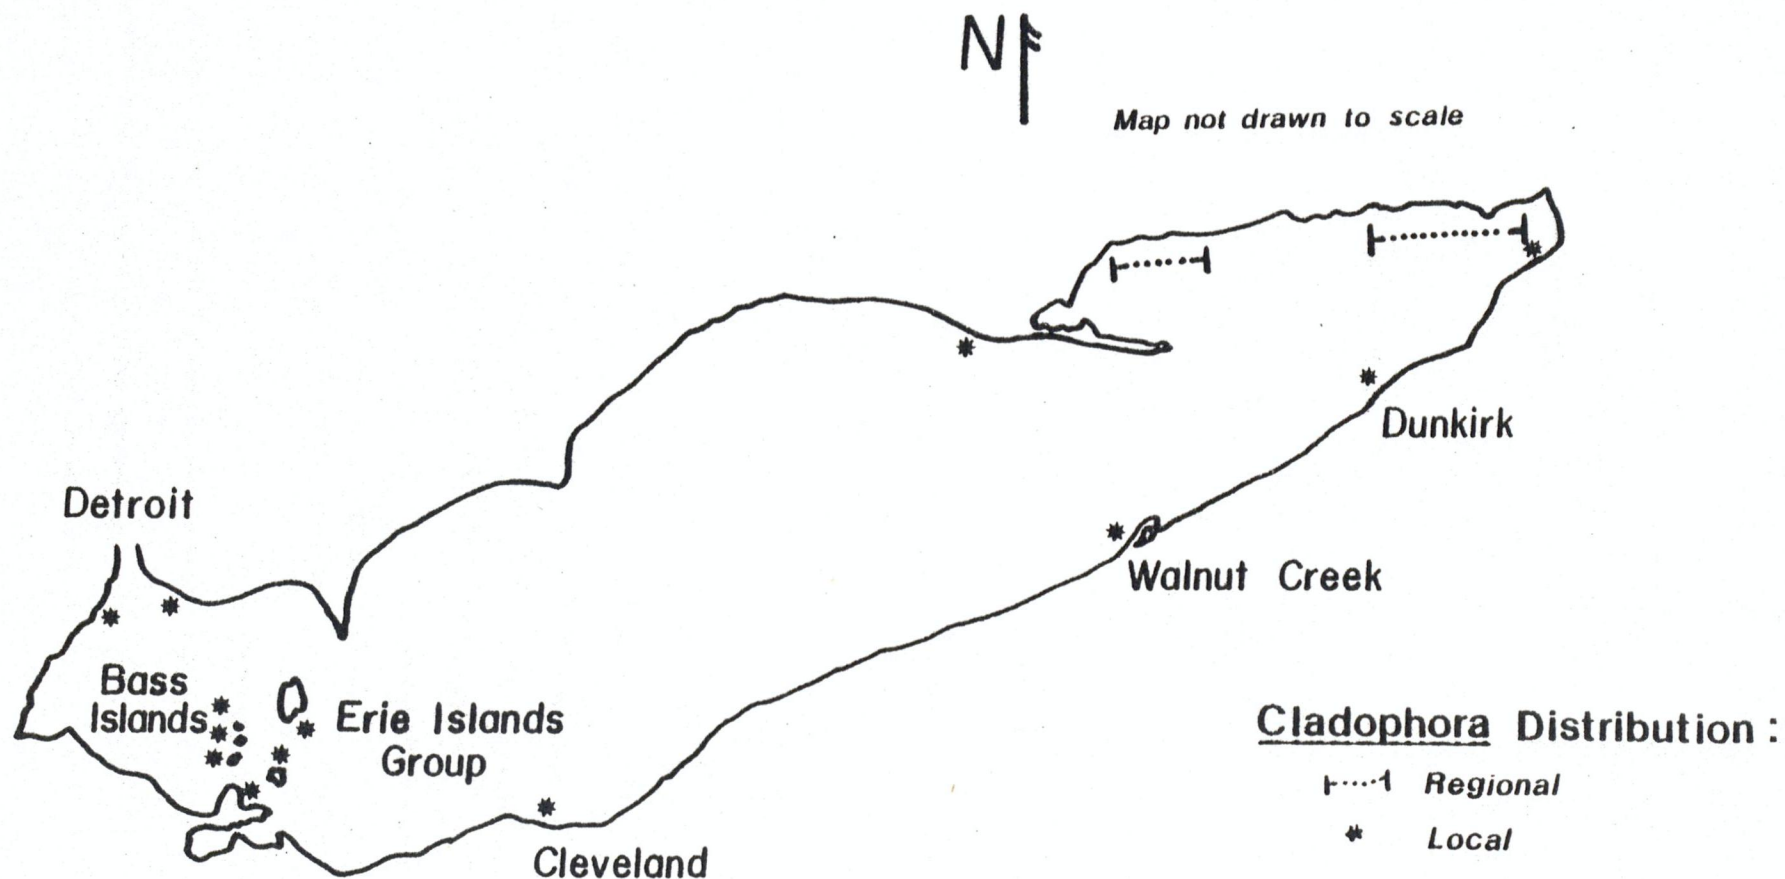 N
Map not drawn to scale
Dunkirk
Detroit
Walnut Creek
Bass
Islands
Erie Islands
Group
Cladophora Distribution :
Regional
Local
Cleveland